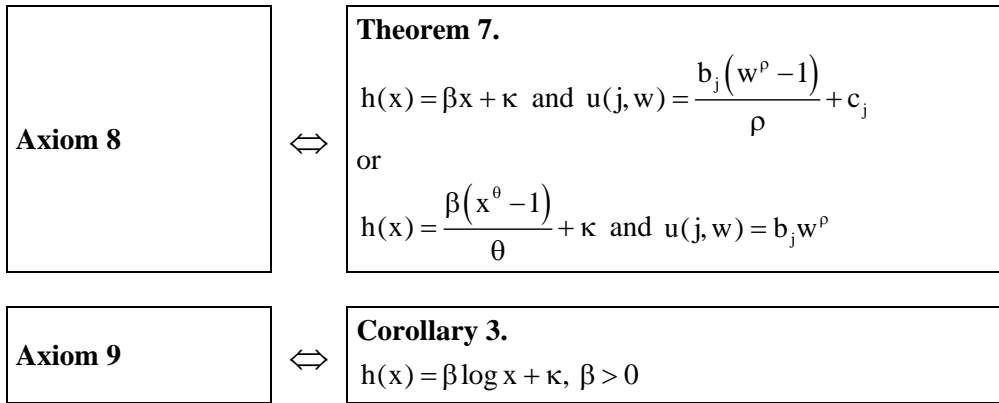 Axiom 8
⇔
Theorem 7.
h(x) = βx + κ and u(j, w) = b_j(w^ρ − 1)/ρ + c_j
or
h(x) = β(x^θ − 1)/θ + κ and u(j, w) = b_j w^ρ
Axiom 9
⇔
Corollary 3.
h(x) = β log x + κ, β > 0